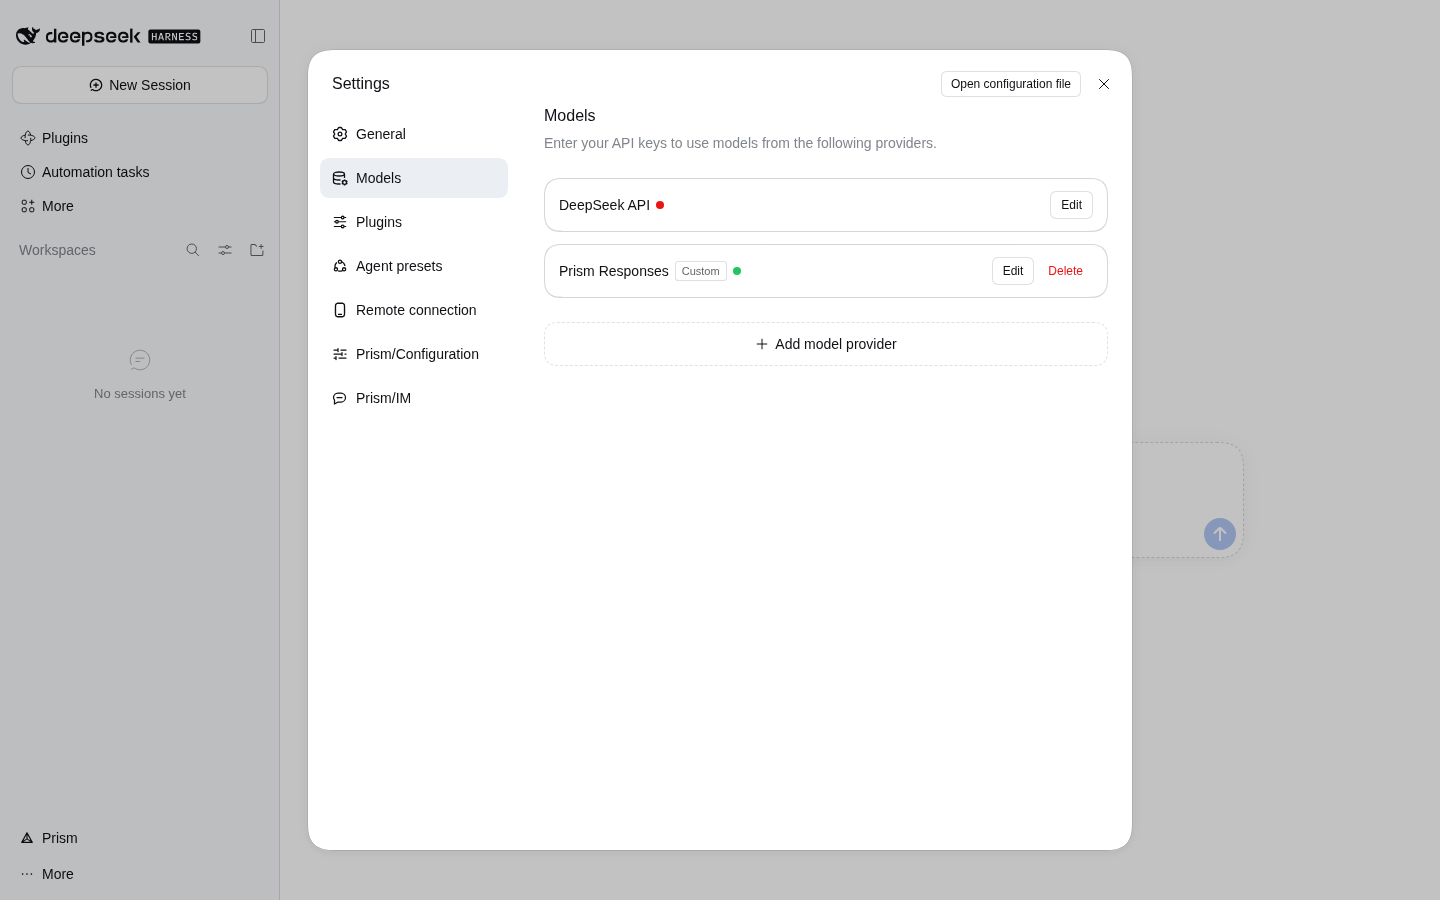 deepseek HARNESS
New Session
Plugins
Automation tasks
More
Workspaces
No sessions yet
Prism
More
Settings
Open configuration file
General
Models
Plugins
Agent presets
Remote connection
Prism/Configuration
Prism/IM
Models
Enter your API keys to use models from the following providers.
DeepSeek API
Edit
Prism Responses Custom
Edit Delete
Add model provider